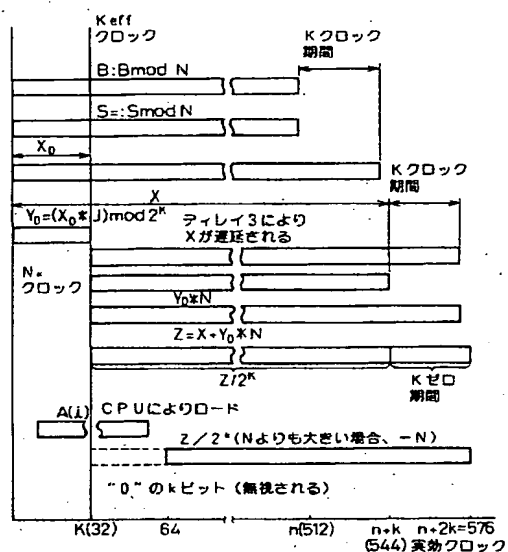 Keff
クロック
Kクロック
期間
B:Bmod N
S=:Smod N
X₀
Kクロック
期間
X
Y₀=(X₀*J)mod2ᴷ
ディレイ3により
Xが遅延される
N*
クロック
Y₀*N
Z=X+Y₀*N
Z/2ᴷ
Kゼロ
期間
A(i)
CPUによりロード
Z/2ᵏ(Nよりも大きい場合、-N)
"0"のkビット(無視される)
K(32)
64
n(512)
n+k
n+2k=576
(544)実効クロック